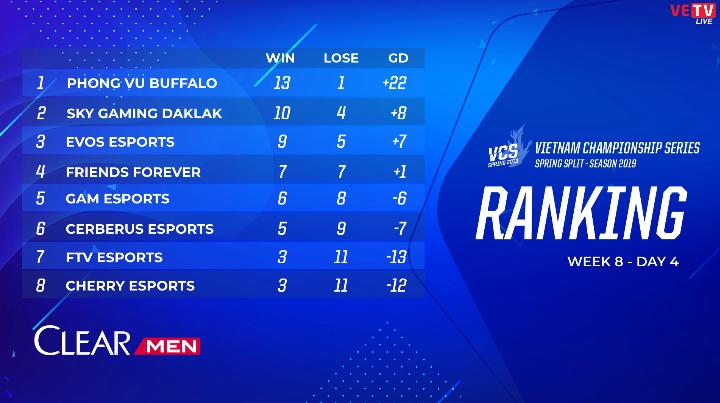 VETV
LIVE
WIN LOSE GD
1 PHONG VU BUFFALO 13 1 +22
2 SKY GAMING DAKLAK 10 4 +8
3 EVOS ESPORTS 9 5 +7
4 FRIENDS FOREVER 7 7 +1
5 GAM ESPORTS 6 8 -6
6 CERBERUS ESPORTS 5 9 -7
7 FTV ESPORTS 3 11 -13
8 CHERRY ESPORTS 3 11 -12
VCS
SPRING 2019
VIETNAM CHAMPIONSHIP SERIES
SPRING SPLIT - SEASON 2019
RANKING
WEEK 8 - DAY 4
CLEAR MEN